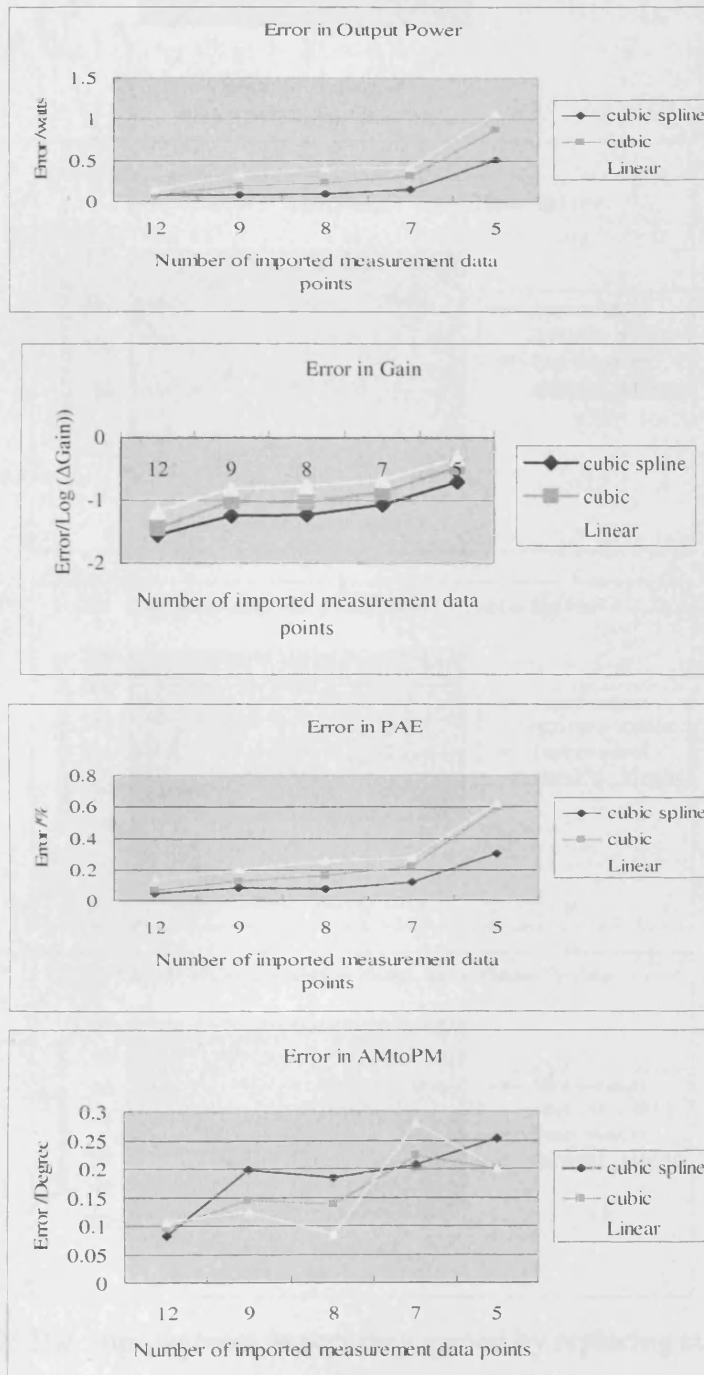 Error in Output Power
1.5
1
0.5
0
Error /watts
12 9 8 7 5
Number of imported measurement data
points
cubic spline
cubic
Linear
Error in Gain
0
-1
-2
Error/Log (ΔGain))
12 9 8 7 5
Number of imported measurement data
points
cubic spline
cubic
Linear
Error in PAE
0.8
0.6
0.4
0.2
0
Error /%
12 9 8 7 5
Number of imported measurement data
points
cubic spline
cubic
Linear
Error in AMtoPM
0.3
0.25
0.2
0.15
0.1
0.05
0
Error /Degree
12 9 8 7 5
Number of imported measurement data points
cubic spline
cubic
Linear